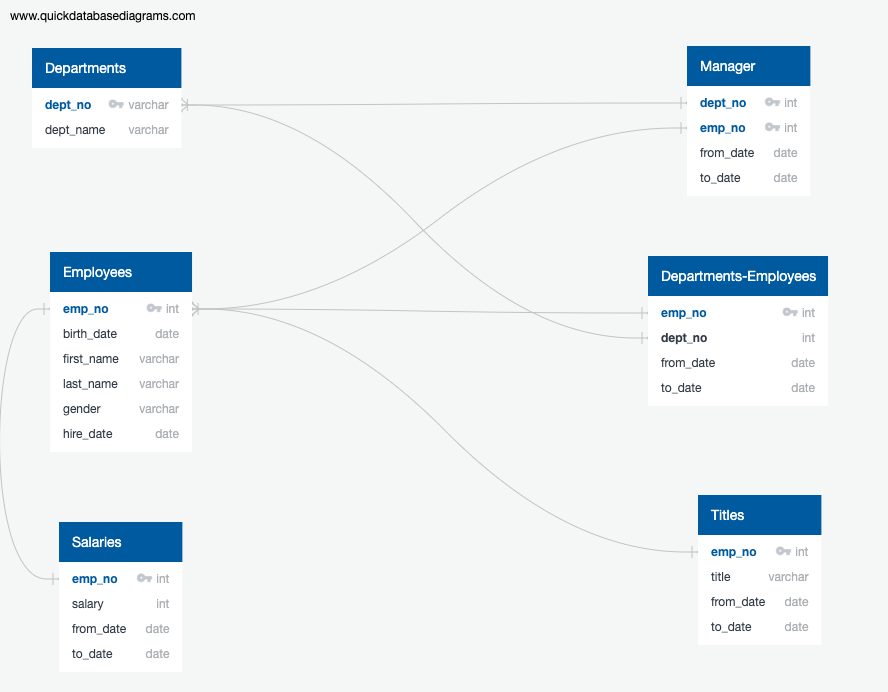 www.quickdatabasediagrams.com
Departments
dept_no varchar
dept_name varchar
Manager
dept_no int
emp_no int
from_date date
to_date date
Employees
emp_no int
birth_date date
first_name varchar
last_name varchar
gender varchar
hire_date date
Departments-Employees
emp_no int
dept_no int
from_date date
to_date date
Salaries
emp_no int
salary int
from_date date
to_date date
Titles
emp_no int
title varchar
from_date date
to_date date